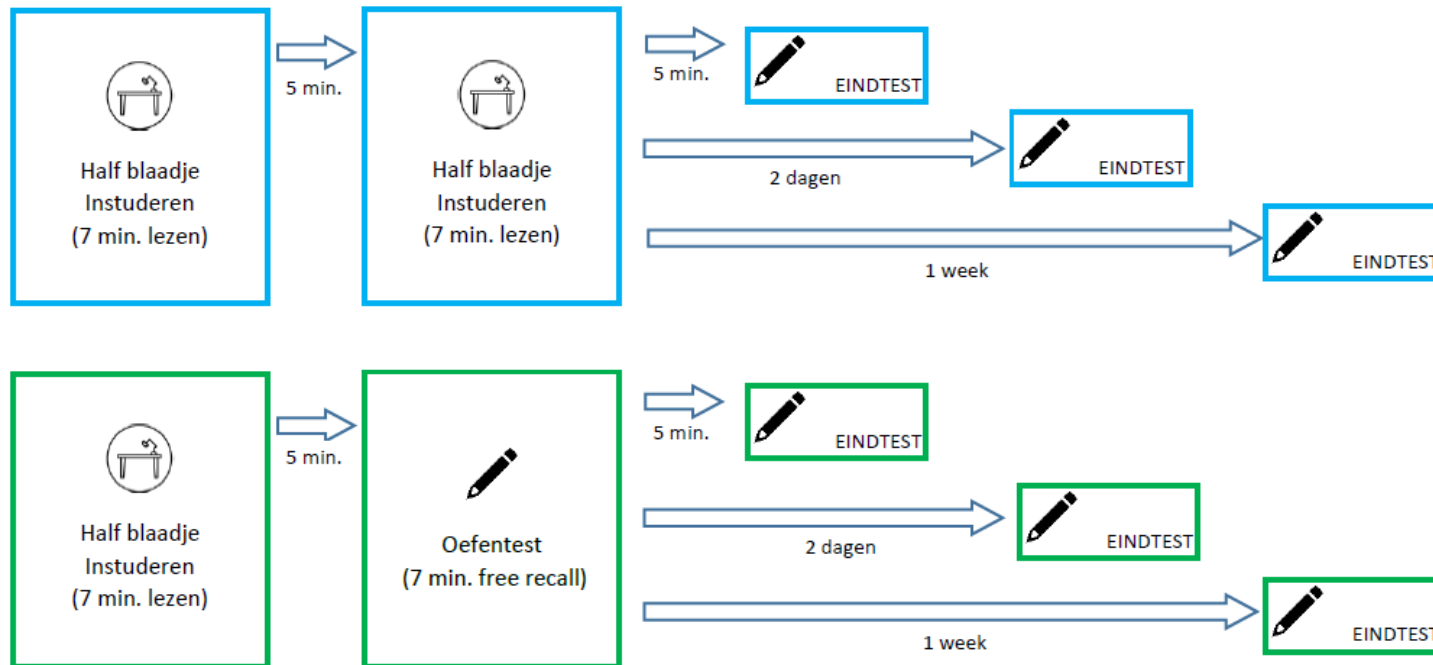 Half blaadje
Instuderen
(7 min. lezen)
5 min.
Half blaadje
Instuderen
(7 min. lezen)
5 min.
EINDTEST
2 dagen
EINDTEST
1 week
EINDTEST
Half blaadje
Instuderen
(7 min. lezen)
5 min.
Oefentest
(7 min. free recall)
5 min.
EINDTEST
2 dagen
EINDTEST
1 week
EINDTEST